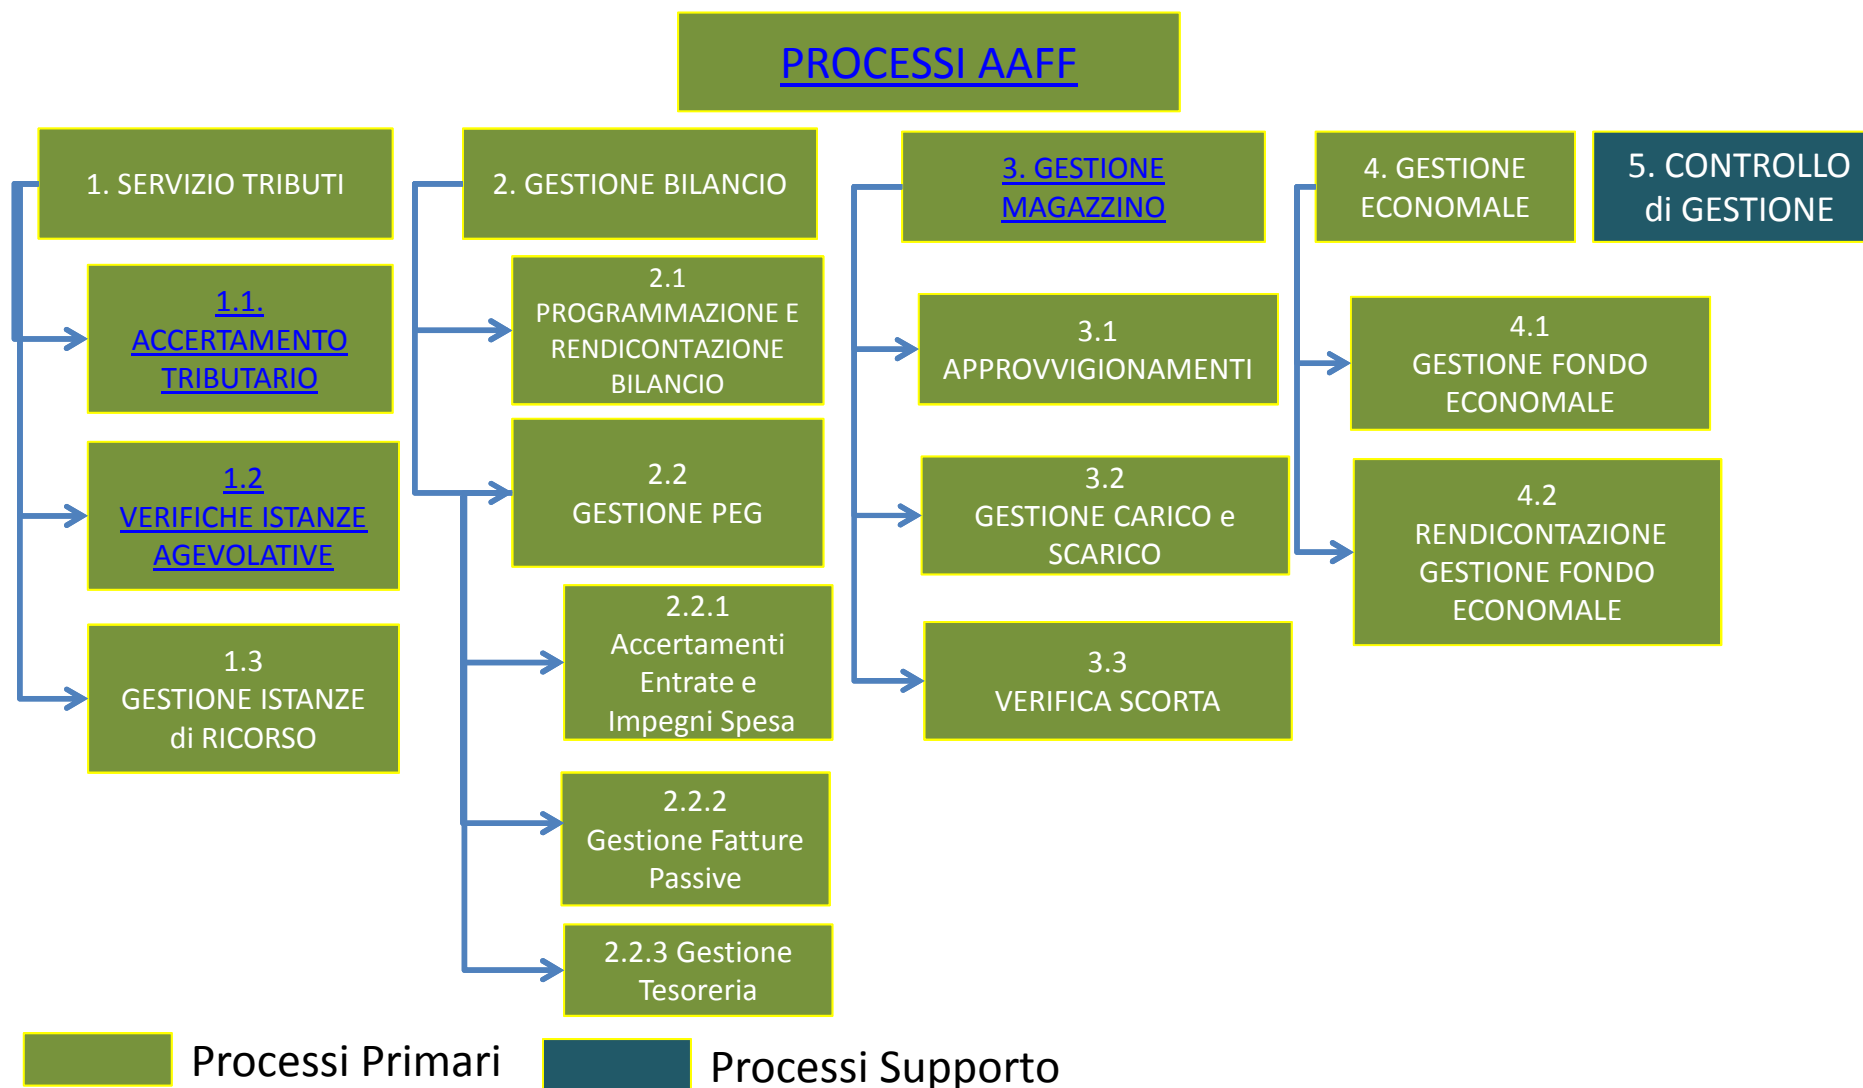 PROCESSI AAFF
1. SERVIZIO TRIBUTI
1.1.
ACCERTAMENTO
TRIBUTARIO
1.2
VERIFICHE ISTANZE
AGEVOLATIVE
1.3
GESTIONE ISTANZE
di RICORSO
2. GESTIONE BILANCIO
2.1
PROGRAMMAZIONE E
RENDICONTAZIONE
BILANCIO
2.2
GESTIONE PEG
2.2.1
Accertamenti
Entrate e
Impegni Spesa
2.2.2
Gestione Fatture
Passive
2.2.3 Gestione
Tesoreria
3. GESTIONE
MAGAZZINO
3.1
APPROVVIGIONAMENTI
3.2
GESTIONE CARICO e
SCARICO
3.3
VERIFICA SCORTA
4. GESTIONE
ECONOMALE
4.1
GESTIONE FONDO
ECONOMALE
4.2
RENDICONTAZIONE
GESTIONE FONDO
ECONOMALE
5. CONTROLLO
di GESTIONE
Processi Primari
Processi Supporto